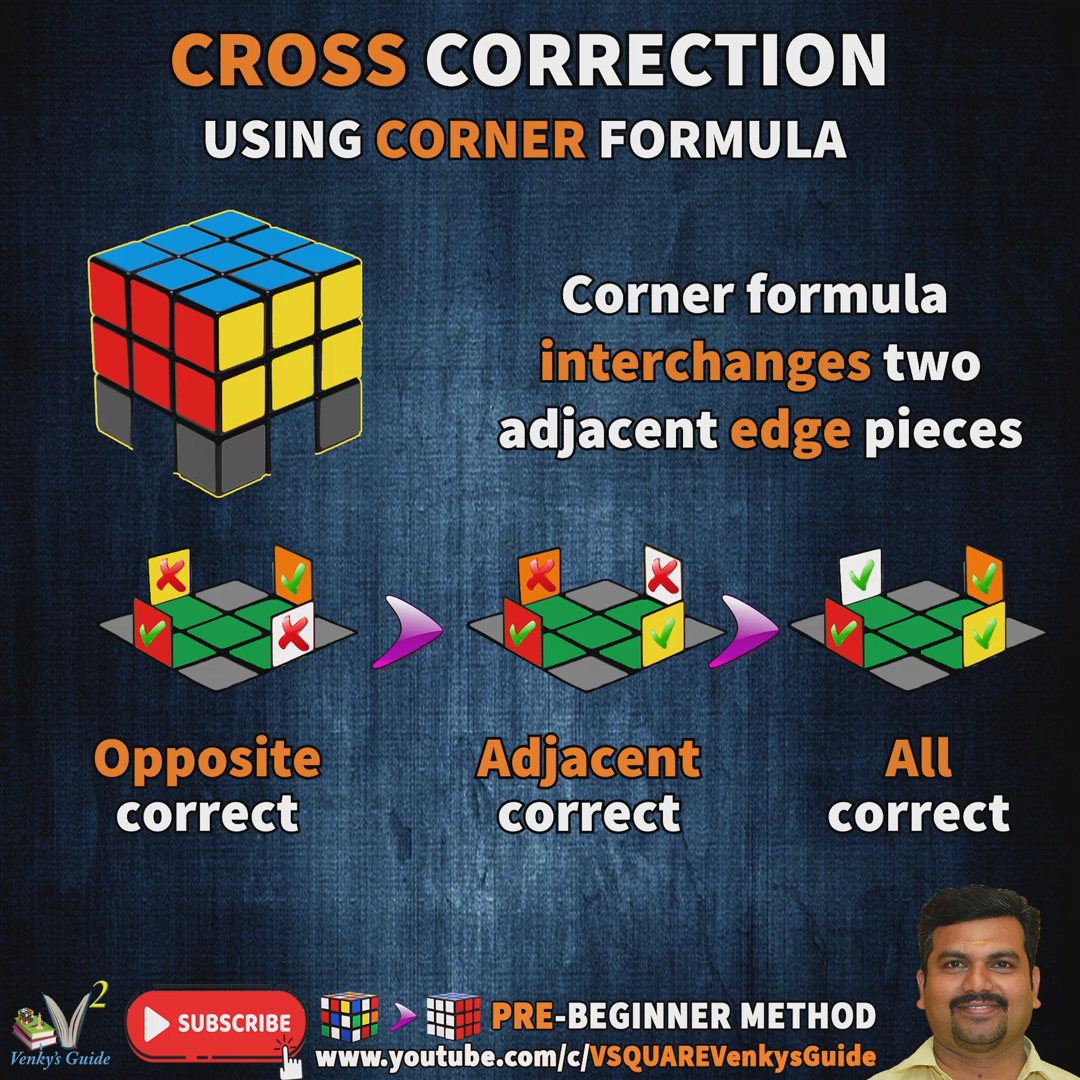 CROSS CORRECTION
USING CORNER FORMULA
Corner formula
interchanges two
adjacent edge pieces
Opposite
correct
Adjacent
correct
All
correct
V2
Venky's Guide
SUBSCRIBE
PRE-BEGINNER METHOD
www.youtube.com/c/VSQUAREVenkysGuide